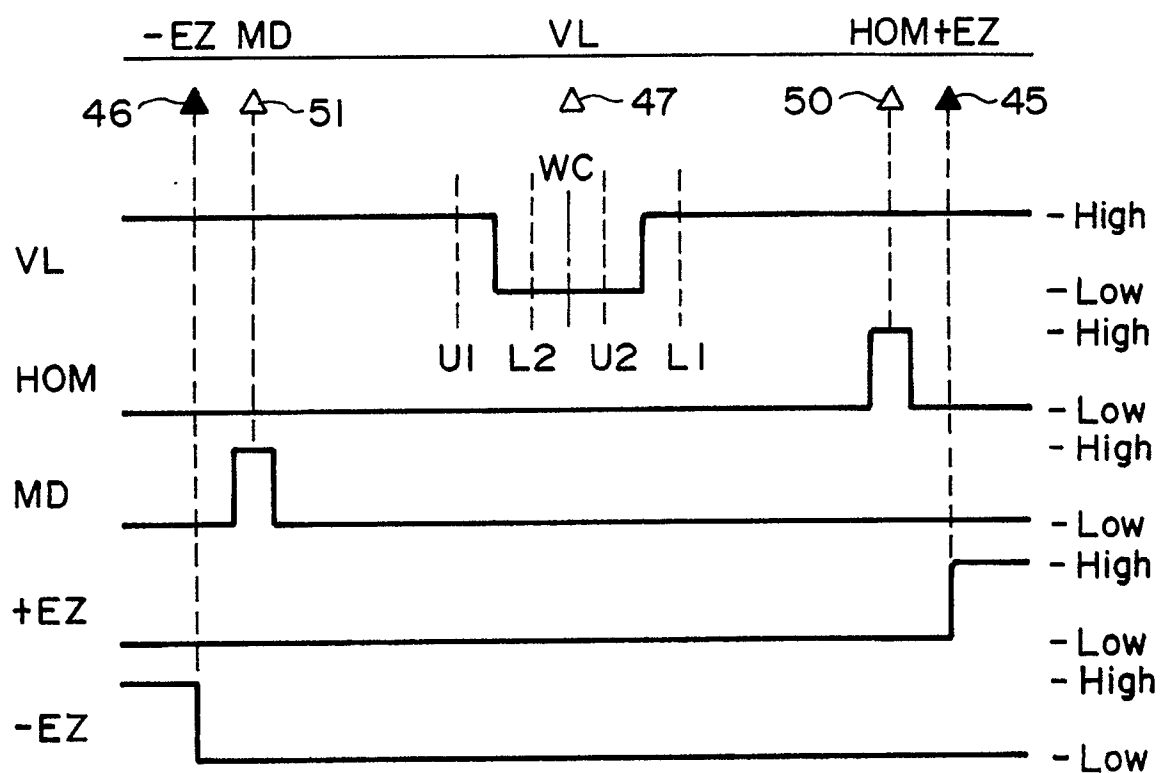 -EZ MD VL HOM +EZ
46 51 47 50 45
WC
VL
- High
- Low
U1 L2 U2 L1
HOM
- High
- Low
MD
- High
- Low
+EZ
- High
- Low
-EZ
- High
- Low